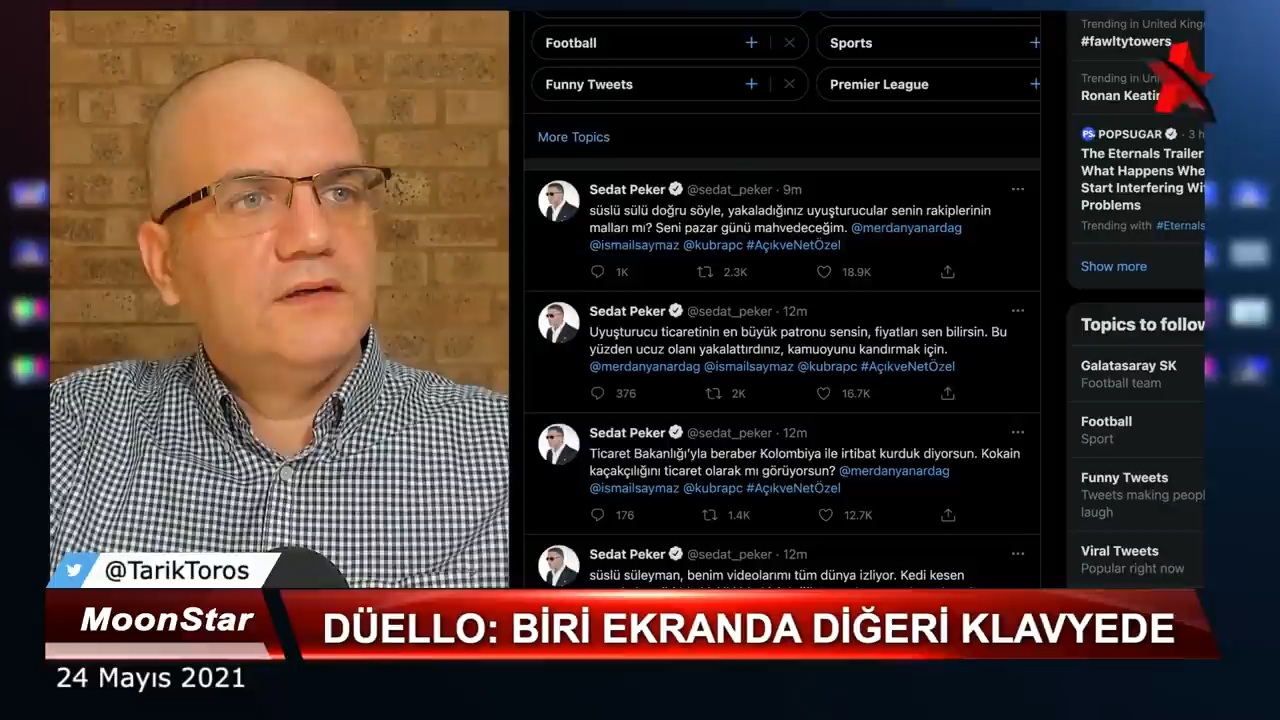 Football
Sports
Funny Tweets
Premier League
More Topics
Sedat Peker @sedat_peker · 9m
süslü sülü doğru söyle, yakaladığınız uyuşturucular senin rakiplerinin
malları mı? Seni pazar günü mahvedeceğim. @merdanyanardag
@ismailsaymaz @kubrapc #AçıkveNetÖzel
1K 2.3K 18.9K
Sedat Peker @sedat_peker · 12m
Uyuşturucu ticaretinin en büyük patronu sensin, fiyatları sen bilirsin. Bu
yüzden ucuz olanı yakalattırdınız, kamuoyunu kandırmak için.
@merdanyanardag @ismailsaymaz @kubrapc #AçıkveNetÖzel
376 2K 16.7K
Sedat Peker @sedat_peker · 12m
Ticaret Bakanlığı'yla beraber Kolombiya ile irtibat kurduk diyorsun. Kokain
kaçakçılığını ticaret olarak mı görüyorsun? @merdanyanardag
@ismailsaymaz @kubrapc #AçıkveNetÖzel
176 1.4K 12.7K
Sedat Peker @sedat_peker · 12m
süslü süleyman, benim videolarımı tüm dünya izliyor. Kedi kesen
Trending in United
#fawltytowers
Trending in
Ronan
PS POPSUGAR · 3 h
The Eternals Trailer
What Happens
Start Interfering
Problems
Trending with #Eternals
Show more
Topics to
Galatasaray SK
Football team
Football
Sport
Funny Tweets
Tweets making
laugh
Viral Tweets
Popular right now
@TarikToros
MoonStar
DÜELLO: BİRİ EKRANDA DİĞERİ KLAVYEDE
24 Mayıs 2021